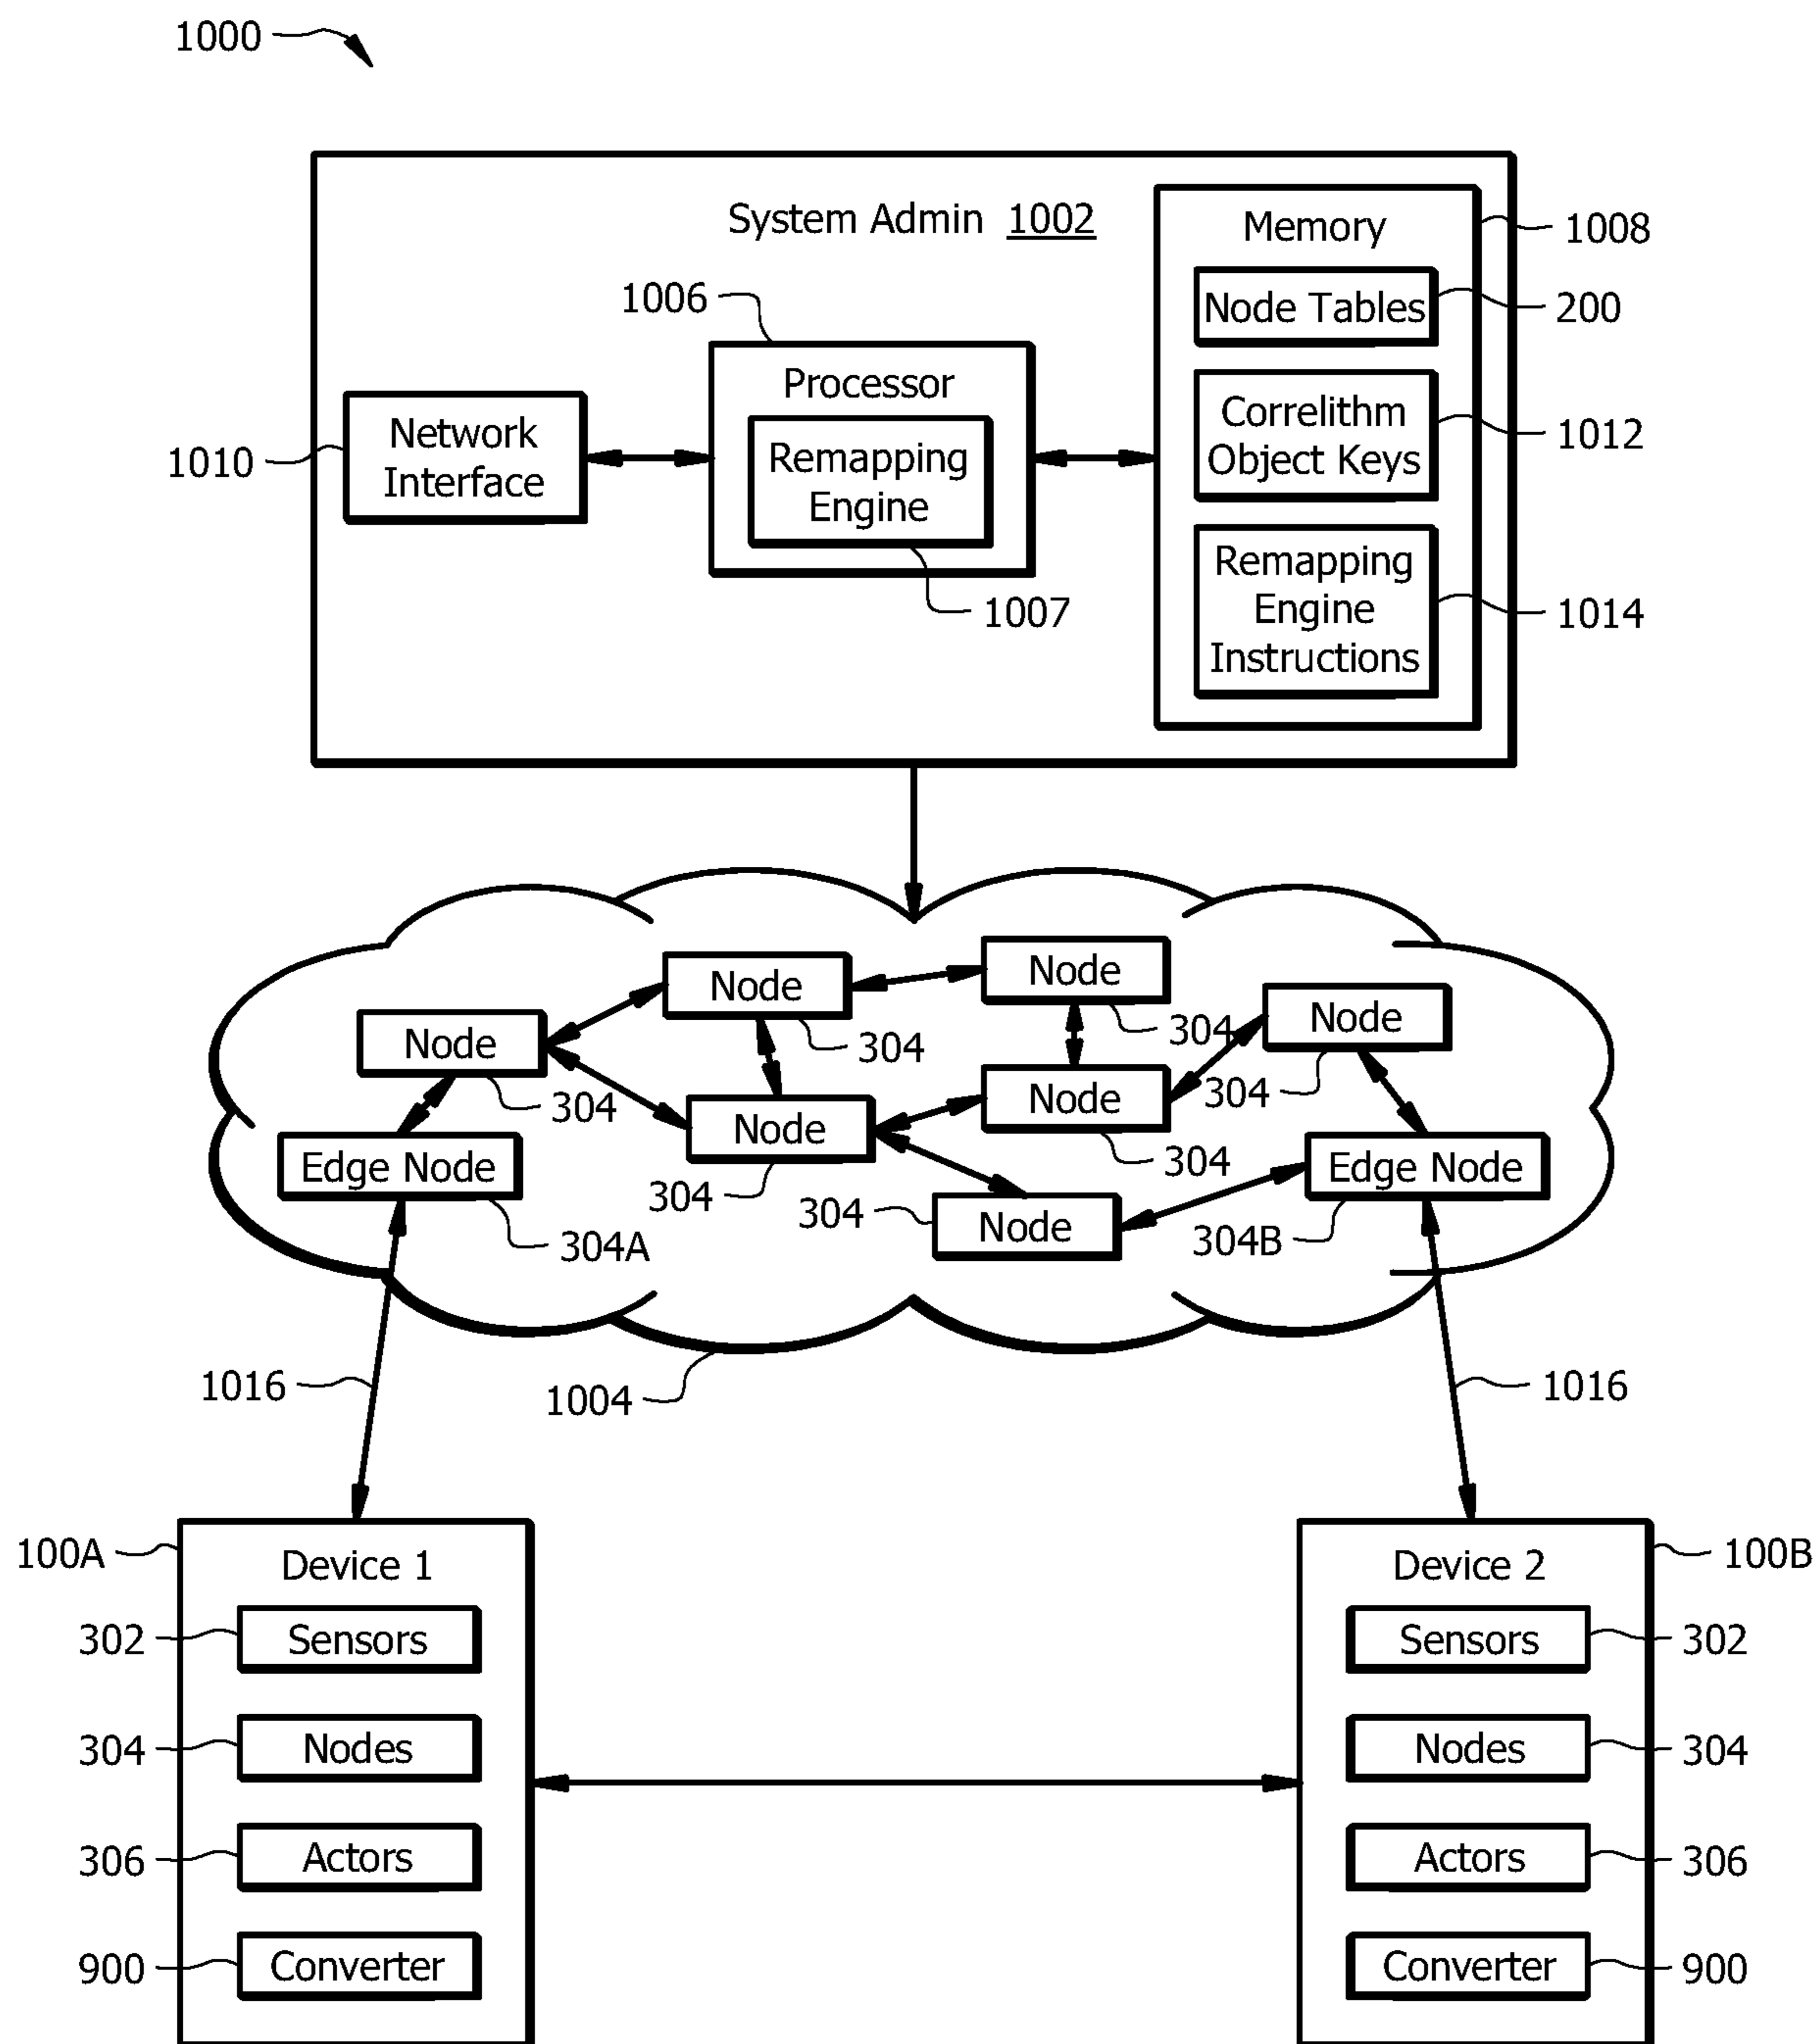 1000
System Admin 1002
Memory
1008
Node Tables
200
1006
Processor
Correlithm
Object Keys
1012
Network
Interface
1010
Remapping
Engine
1007
Remapping
Engine
Instructions
1014
Node
304
Node
304
Node
304
Node
304
Node
304
Node
304
Node
304
Edge Node
304A
Edge Node
304B
1016
1004
1016
100A
Device 1
302
Sensors
304
Nodes
306
Actors
900
Converter
Device 2
100B
Sensors
302
Nodes
304
Actors
306
Converter
900